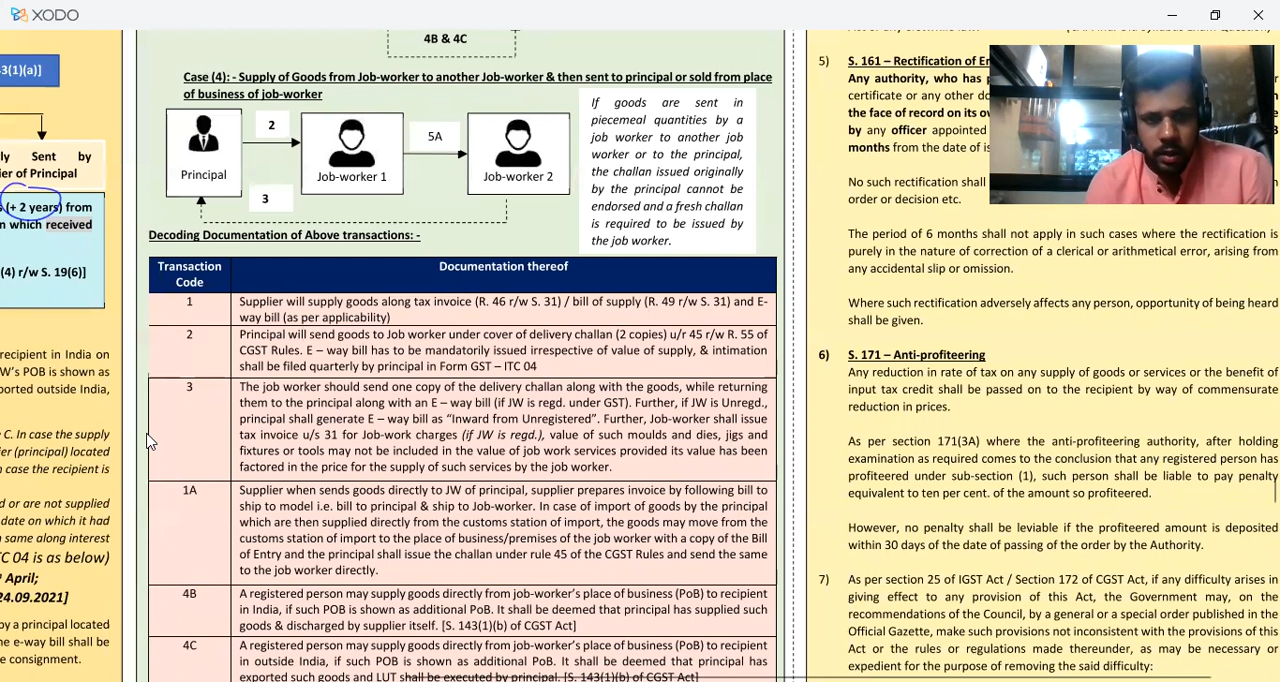 XODO
3(1)(a)]
ly Sent by
ier of Principal
s (+ 2 years) from
n which received
(4) r/w S. 19(6)]
recipient in India on
W's POB is shown as
ported outside India,
e C. In case the supply
ier (principal) located
n case the recipient is
d or are not supplied
date on which it had
n same along interest
TC 04 is as below)
April;
24.09.2021]
by a principal located
he e-way bill shall be
e consignment.
4B & 4C
Case (4): - Supply of Goods from Job-worker to another Job-worker & then sent to principal or sold from place
of business of job-worker
Principal
2
Job-worker 1
5A
Job-worker 2
3
If goods are sent in
piecemeal quantities by a
job worker to another job
worker or to the principal,
the challan issued originally
by the principal cannot be
endorsed and a fresh challan
is required to be issued by
the job worker.
Decoding Documentation of Above transactions: -
Transaction
Code
Documentation thereof
1
Supplier will supply goods along tax invoice (R. 46 r/w S. 31) / bill of supply (R. 49 r/w S. 31) and E-
way bill (as per applicability)
2
Principal will send goods to Job worker under cover of delivery challan (2 copies) u/r 45 r/w R. 55 of
CGST Rules. E – way bill has to be mandatorily issued irrespective of value of supply, & intimation
shall be filed quarterly by principal in Form GST – ITC 04
3
The job worker should send one copy of the delivery challan along with the goods, while returning
them to the principal along with an E – way bill (if JW is regd. under GST). Further, if JW is Unregd.,
principal shall generate E – way bill as “Inward from Unregistered”. Further, Job-worker shall issue
tax invoice u/s 31 for Job-work charges (if JW is regd.), value of such moulds and dies, jigs and
fixtures or tools may not be included in the value of job work services provided its value has been
factored in the price for the supply of such services by the job worker.
1A
Supplier when sends goods directly to JW of principal, supplier prepares invoice by following bill to
ship to model i.e. bill to principal & ship to Job-worker. In case of import of goods by the principal
which are then supplied directly from the customs station of import, the goods may move from the
customs station of import to the place of business/premises of the job worker with a copy of the Bill
of Entry and the principal shall issue the challan under rule 45 of the CGST Rules and send the same
to the job worker directly.
4B
A registered person may supply goods directly from job-worker’s place of business (PoB) to recipient
in India, if such POB is shown as additional PoB. It shall be deemed that principal has supplied such
goods & discharged by supplier itself. [S. 143(1)(b) of CGST Act]
4C
A registered person may supply goods directly from job-worker’s place of business (PoB) to recipient
in outside India, if such POB is shown as additional PoB. It shall be deemed that principal has
exported such goods and LUT shall be executed by principal. [S. 143(1)(b) of CGST Act]
5) S. 161 – Rectification of Er
Any authority, who has p
certificate or any other do
the face of record on its ow
by any officer appointed
months from the date of is
No such rectification shall
order or decision etc.
The period of 6 months shall not apply in such cases where the rectification is
purely in the nature of correction of a clerical or arithmetical error, arising from
any accidental slip or omission.
Where such rectification adversely affects any person, opportunity of being heard
shall be given.
6) S. 171 – Anti-profiteering
Any reduction in rate of tax on any supply of goods or services or the benefit of
input tax credit shall be passed on to the recipient by way of commensurate
reduction in prices.
As per section 171(3A) where the anti-profiteering authority, after holding
examination as required comes to the conclusion that any registered person has
profiteered under sub-section (1), such person shall be liable to pay penalty
equivalent to ten per cent. of the amount so profiteered.
However, no penalty shall be leviable if the profiteered amount is deposited
within 30 days of the date of passing of the order by the Authority.
7) As per section 25 of IGST Act / Section 172 of CGST Act, if any difficulty arises in
giving effect to any provision of this Act, the Government may, on the
recommendations of the Council, by a general or a special order published in the
Official Gazette, make such provisions not inconsistent with the provisions of this
Act or the rules or regulations made thereunder, as may be necessary or
expedient for the purpose of removing the said difficulty: